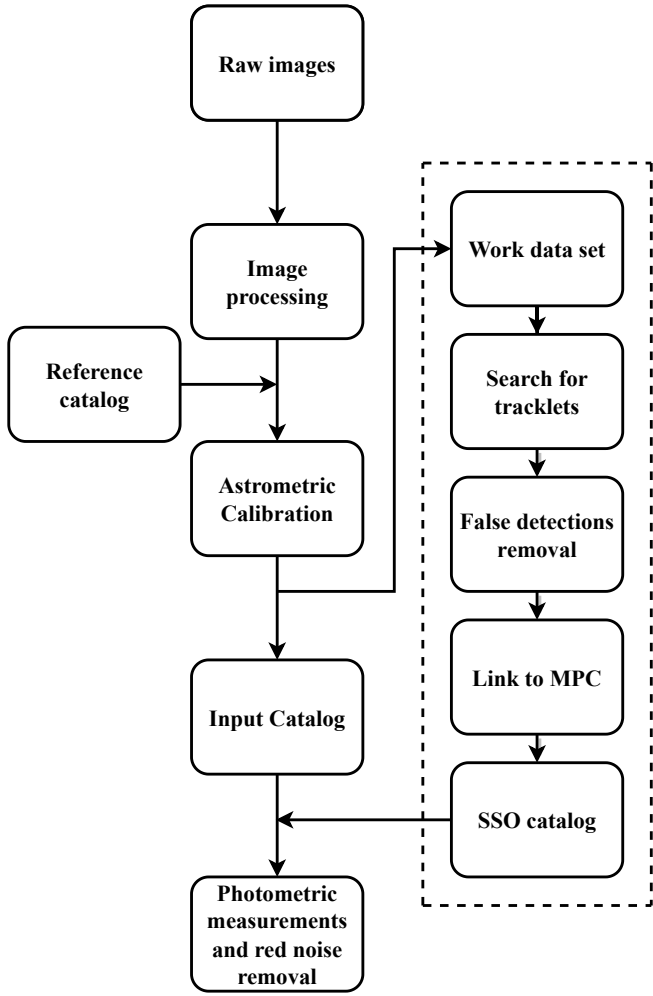 Raw images
Image
processing
Reference
catalog
Astrometric
Calibration
Input Catalog
Photometric
measurements
and red noise
removal
Work data set
Search for
tracklets
False detections
removal
Link to MPC
SSO catalog